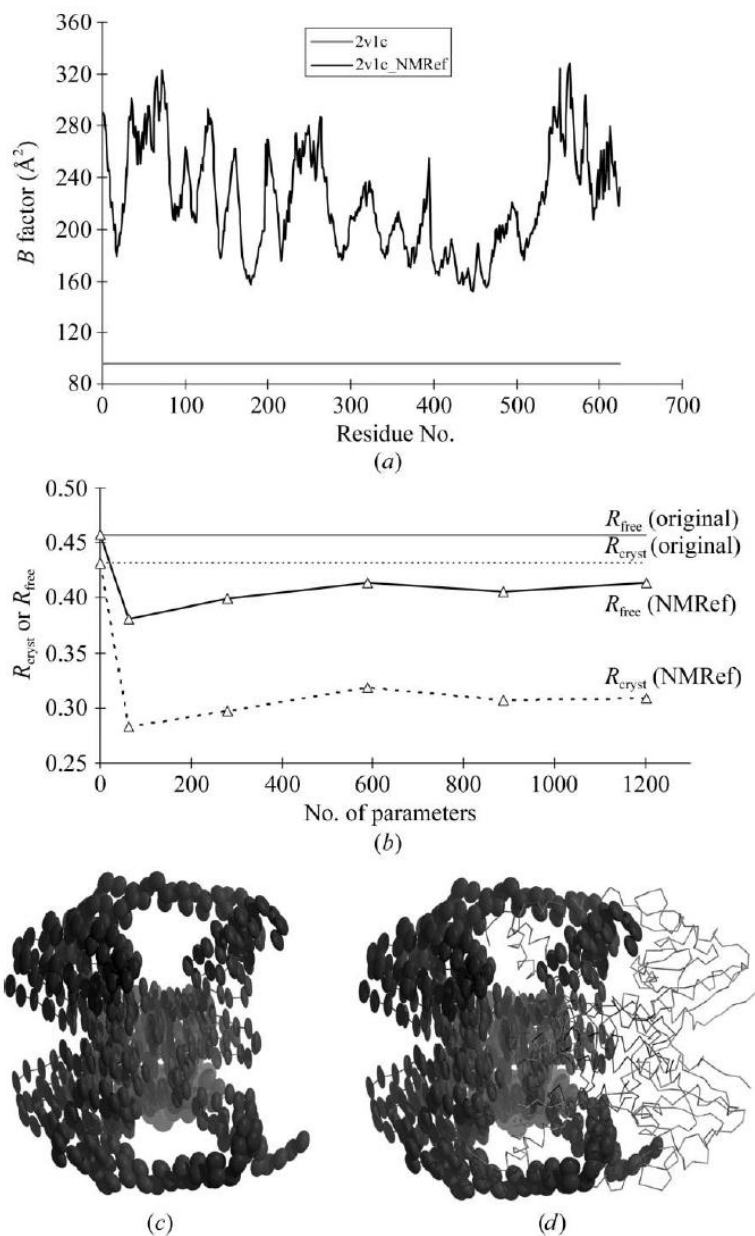 360
2v1c
2v1c_NMRef
320
280
240
200
160
120
80
B factor (Å²)
0 100 200 300 400 500 600 700
Residue No.
(a)
0.50
0.45
0.40
0.35
0.30
0.25
R_cryst or R_free
R_free (original)
R_cryst (original)
R_free (NMRef)
R_cryst (NMRef)
0 200 400 600 800 1000 1200
No. of parameters
(b)
(c) (d)